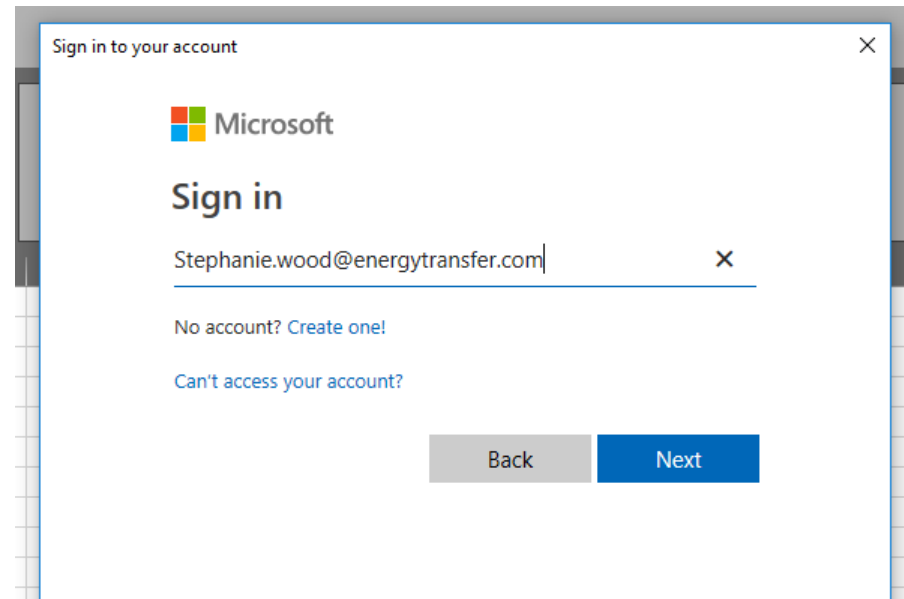 Sign in to your account
Microsoft
Sign in
Stephanie.wood@energytransfer.com
No account? Create one!
Can't access your account?
Back Next